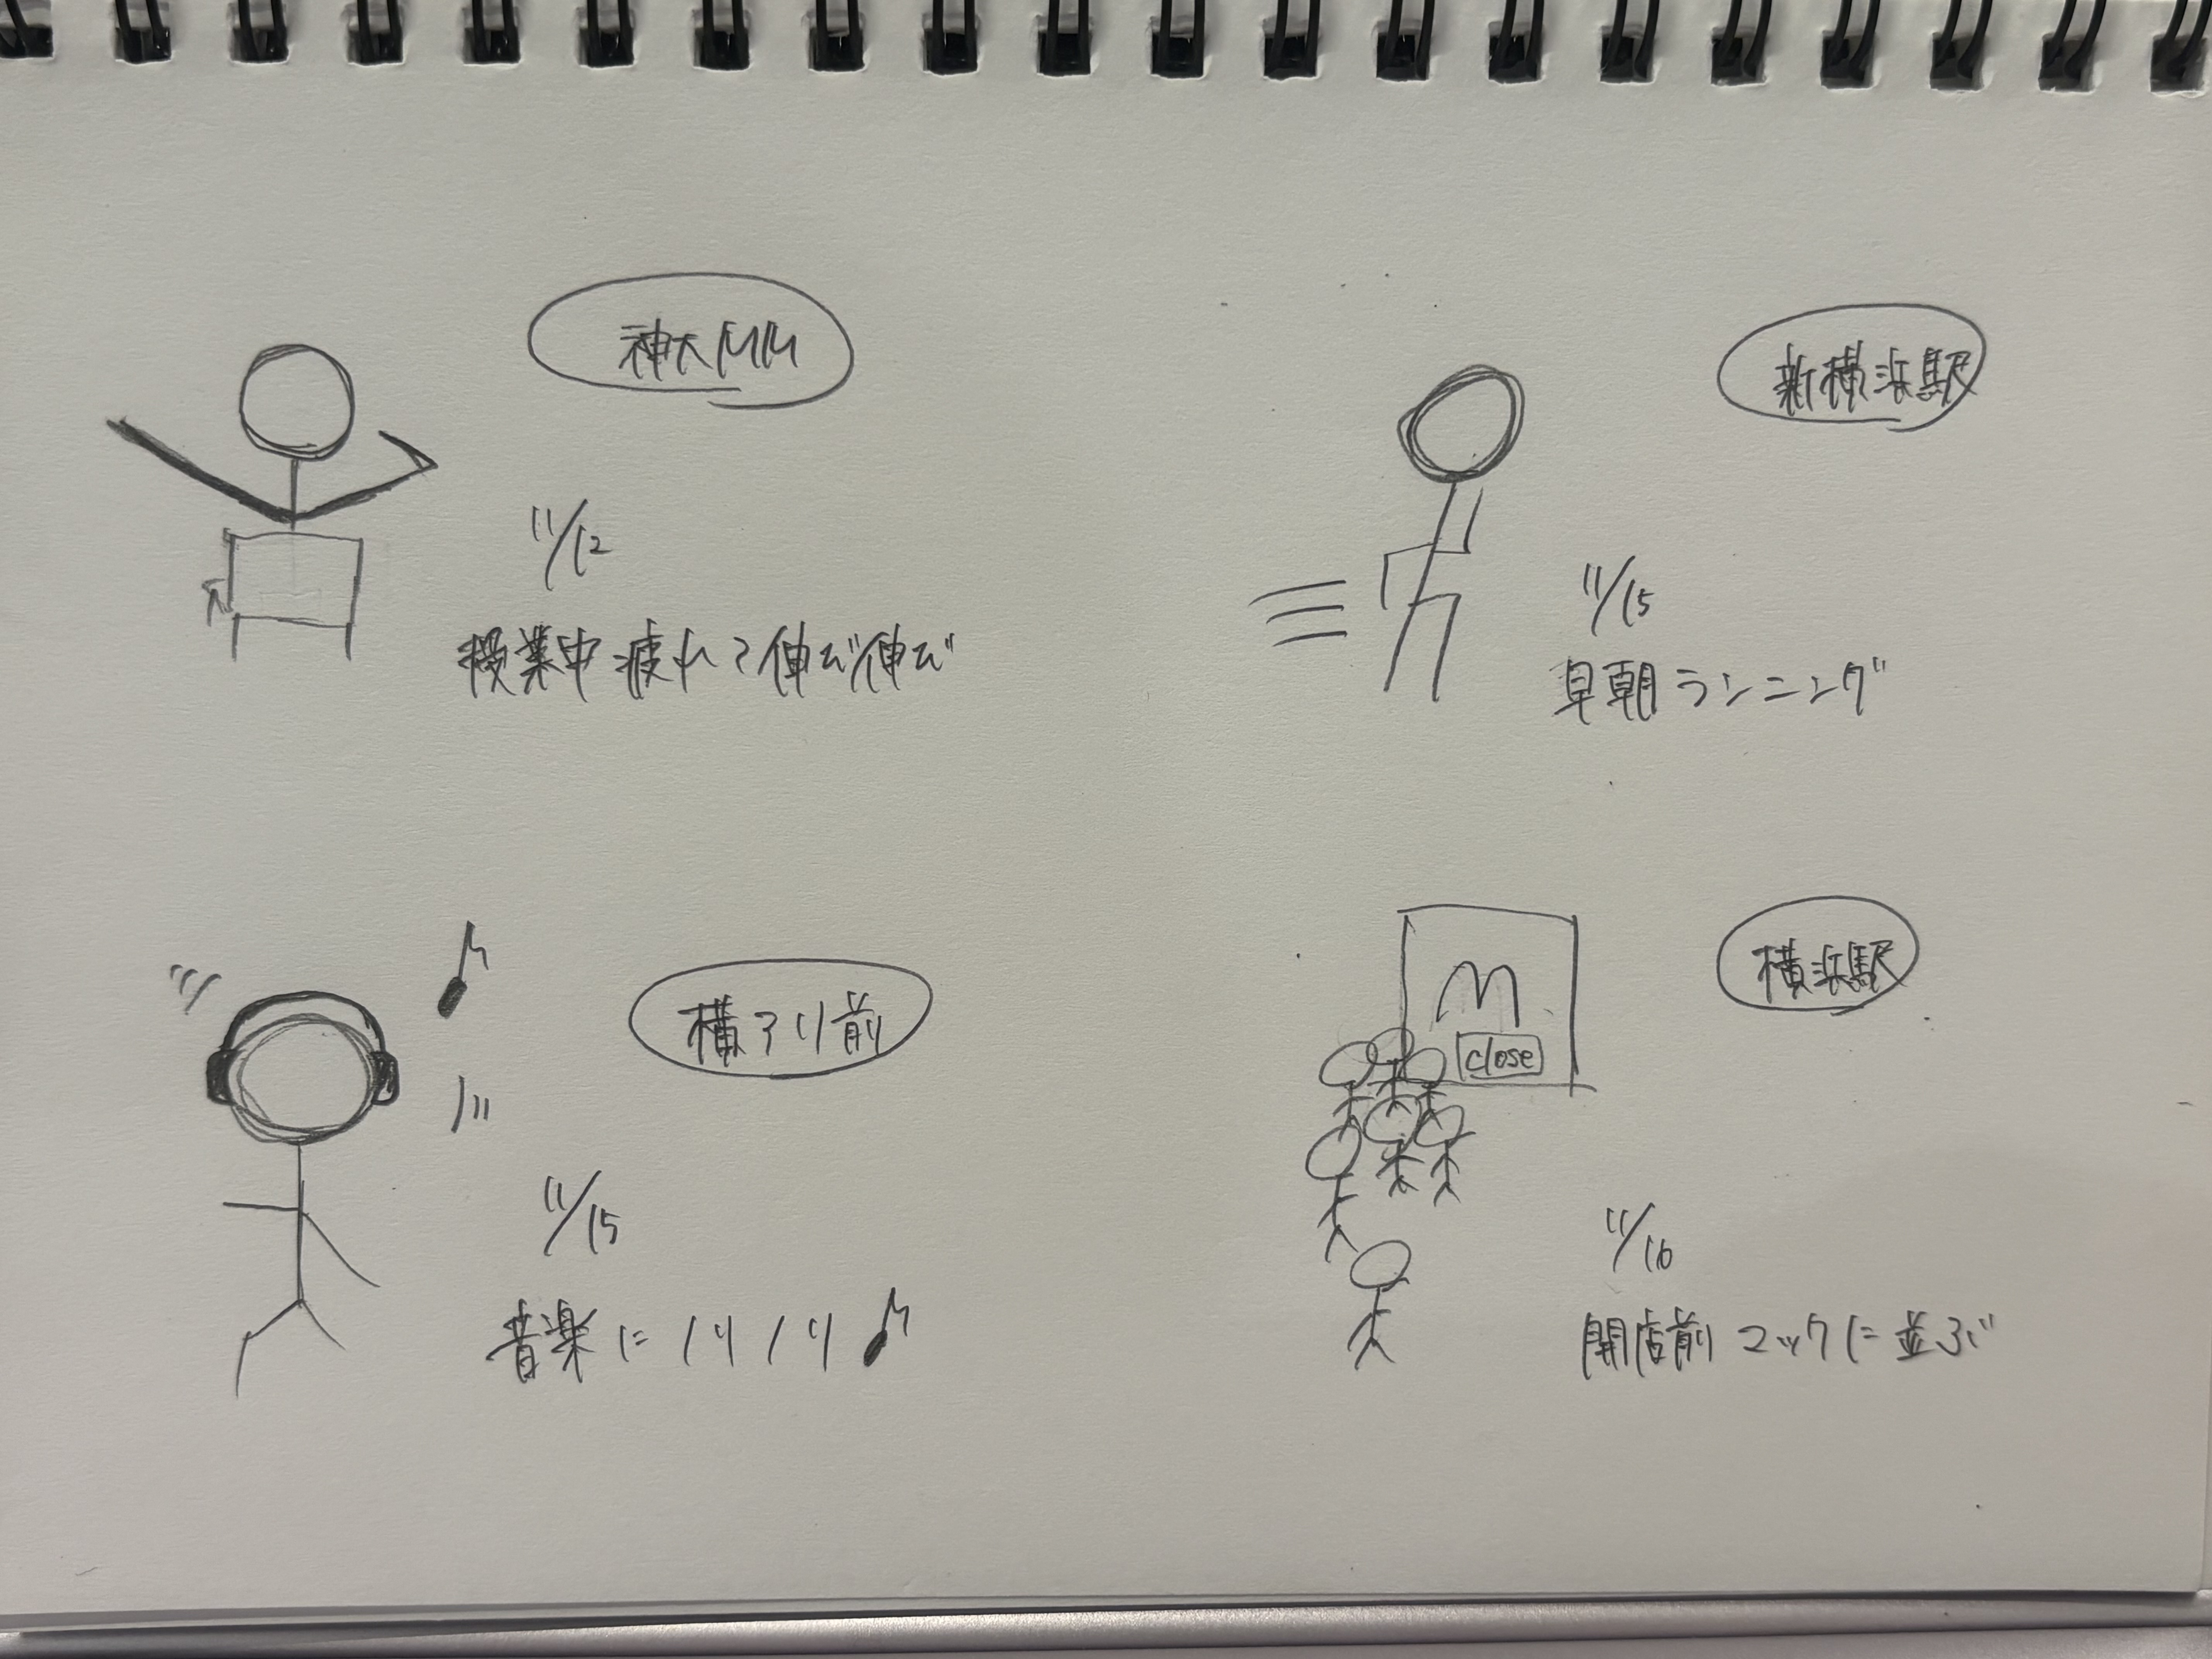 神大MM
11/12
授業中疲れて伸び伸び
新横浜駅
11/15
早朝ランニング
横アリ前
11/15
音楽にノリノリ♪
横浜駅
M
close
11/16
開店前マックに並ぶ